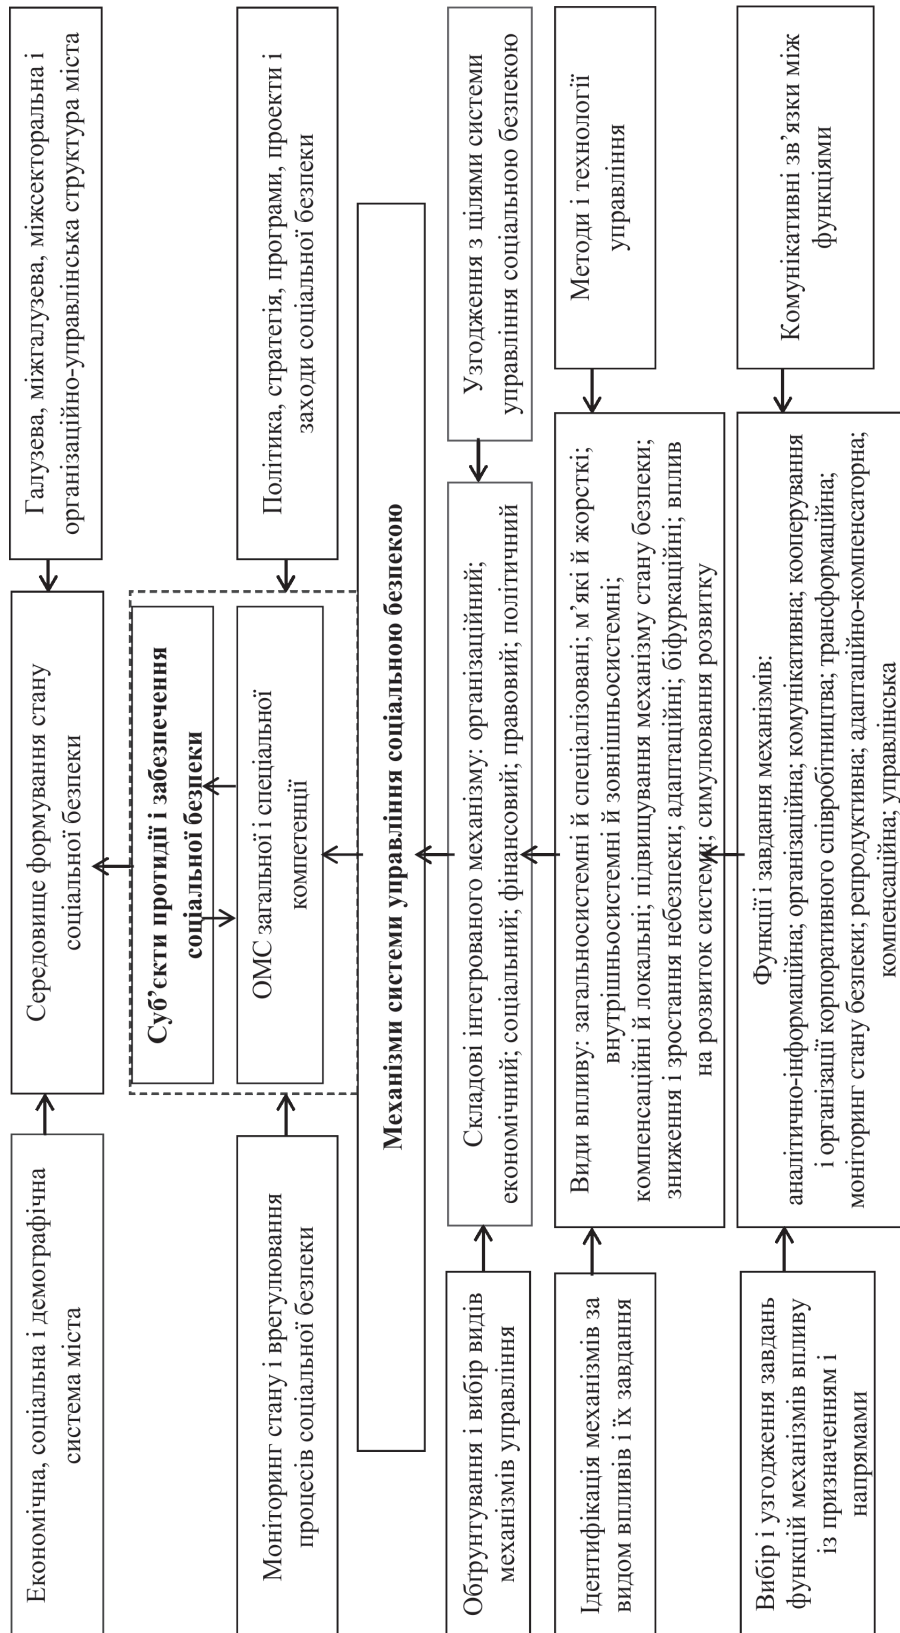 Економічна, соціальна і демографічна
система міста
Середовище формування стану
соціальної безпеки
Галузева, міжгалузева, міжсекторальна і
організаційно-управлінська структура міста
Суб’єкти протидії і забезпечення
соціальної безпеки
Моніторинг стану і врегулювання
процесів соціальної безпеки
ОМС загальної і спеціальної
компетенції
Політика, стратегія, програми, проекти і
заходи соціальної безпеки
Механізми системи управління соціальною безпекою
Обґрунтування і вибір видів
механізмів управління
Складові інтегрованого механізму: організаційний;
економічний; соціальний; фінансовий; правовий; політичний
Узгодження з цілями системи
управління соціальною безпекою
Ідентифікація механізмів за
видом впливів і їх завдання
Види впливу: загальносистемні й спеціалізовані; м’які й жорсткі;
внутрішньосистемні й зовнішньосистемні;
компенсаційні й локальні; підвищування механізму стану безпеки;
зниження і зростання небезпеки; адаптаційні; біфуркаційні; вплив
на розвиток системи; симулювання розвитку
Методи і технології
управління
Вибір і узгодження завдань
функцій механізмів впливу
із призначенням і
напрямами
Функції і завдання механізмів:
аналітично-інформаційна; організаційна; комунікативна; кооперування
і організації корпоративного співробітництва; трансформаційна;
моніторинг стану безпеки; репродуктивна; адаптаційно-компенсаторна;
компенсаційна; управлінська
Комунікативні зв’язки між
функціями